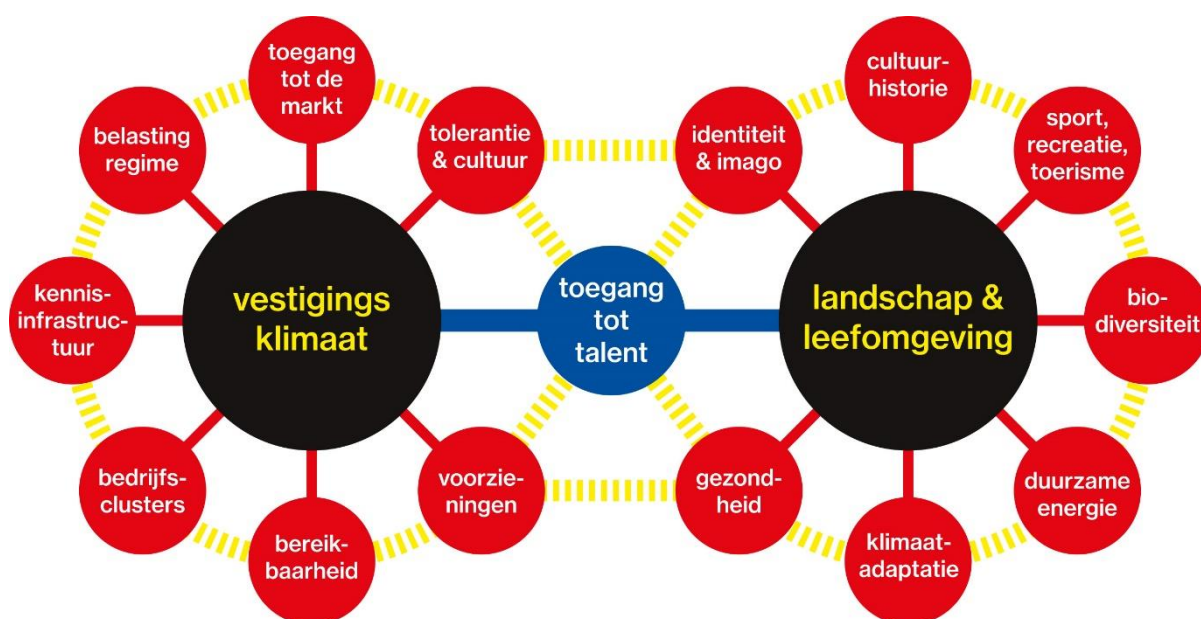 toegang
tot de
markt
belasting
regime
tolerantie
& cultuur
kennis-
infrastruc-
tuur
vestigings
klimaat
bedrijfs-
clusters
bereik-
baarheid
voorzie-
ningen
toegang
tot
talent
identiteit
& imago
cultuur-
historie
sport,
recreatie,
toerisme
landschap &
leefomgeving
bio-
diversiteit
gezond-
heid
klimaat-
adaptatie
duurzame
energie